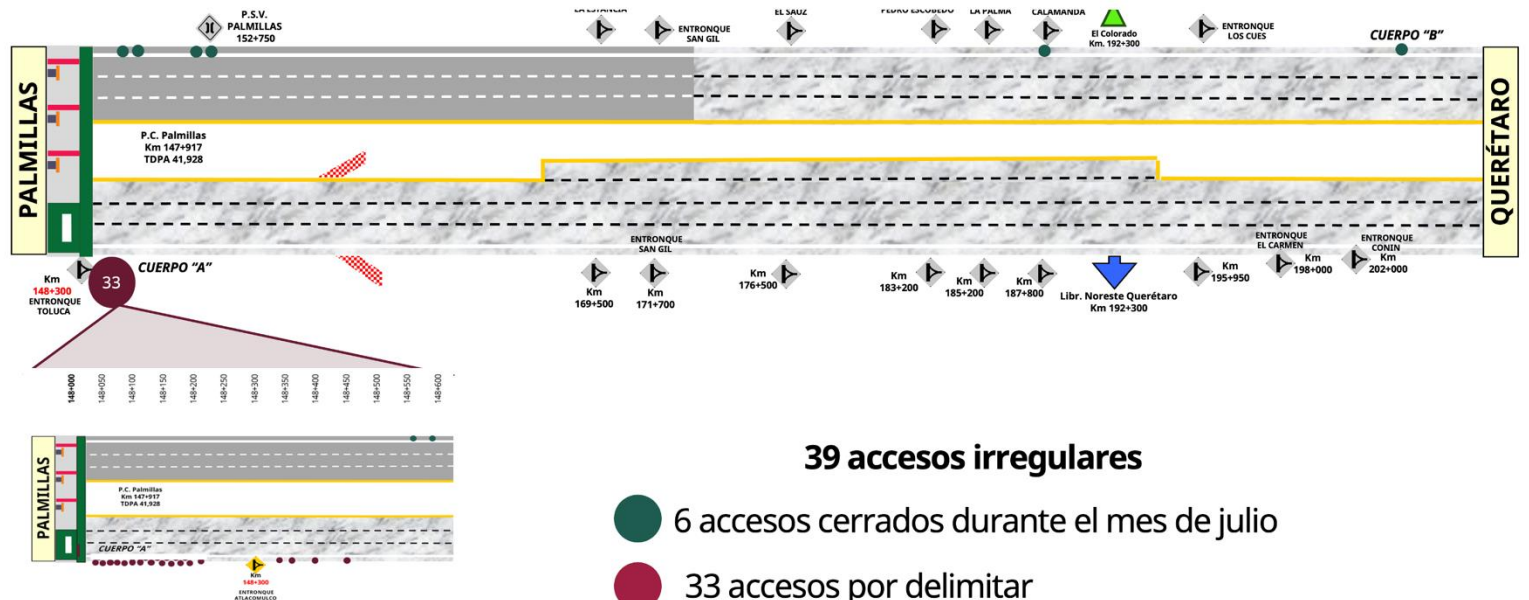 P.S.V.
PALMILLAS
152+750
LA ESTANCIA
ENTRONQUE
SAN GIL
EL SAUZ
PEDRO ESCOBEDO
LA PALMA
CALAMANDA
El Colorado
Km. 192+300
ENTRONQUE
LOS CUES
CUERPO “B”
PALMILLAS
QUERÉTARO
P.C. Palmillas
Km 147+917
TDPA 41,928
ENTRONQUE
SAN GIL
ENTRONQUE
EL CARMEN
ENTRONQUE
CONIN
CUERPO “A”
Km
148+300
ENTRONQUE
TOLUCA
33
Km
169+500
Km
171+700
Km
176+500
Km
183+200
Km
185+200
Km
187+800
Libr. Noreste Querétaro
Km 192+300
Km
195+950
Km
198+000
Km
202+000
148+000
148+050
148+100
148+150
148+200
148+250
148+300
148+350
148+400
148+450
148+500
148+550
148+600
PALMILLAS
P.C. Palmillas
Km 147+917
TDPA 41,928
CUERPO “A”
Km
148+300
ENTRONQUE
ATLACOMULCO
39 accesos irregulares
6 accesos cerrados durante el mes de julio
33 accesos por delimitar